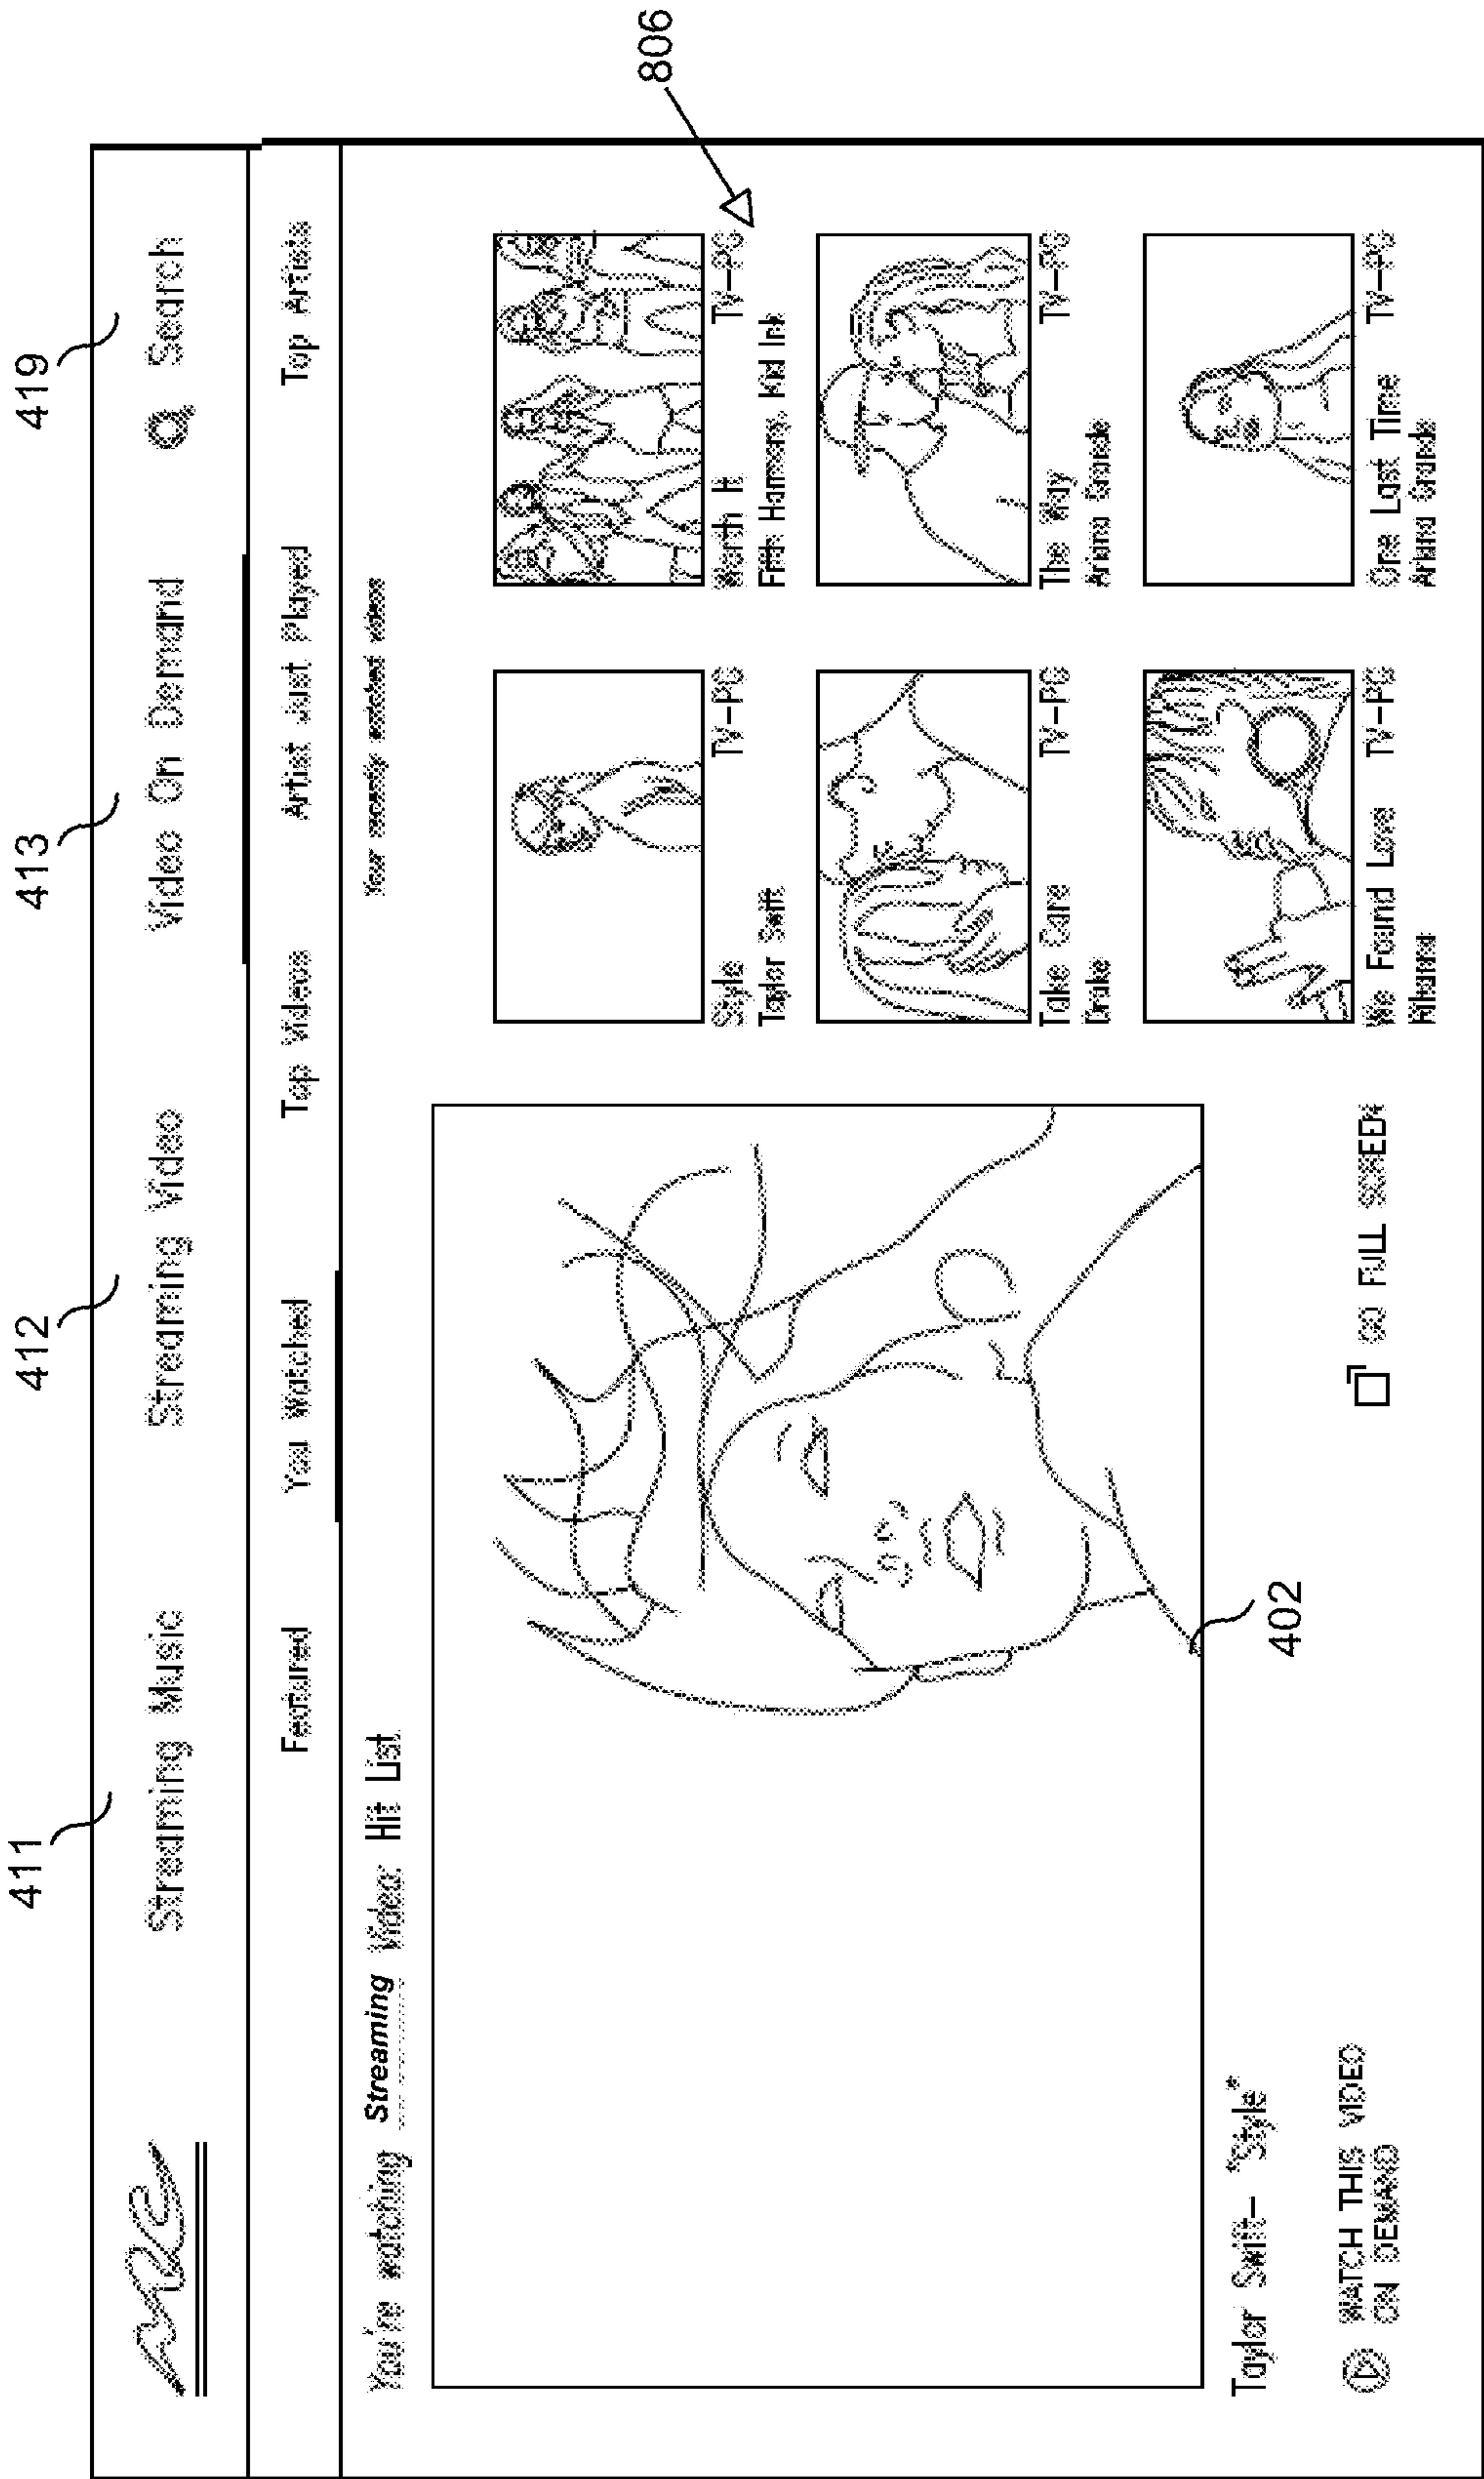 411 412 413 419
Streaming Music Streaming Video Video On Demand Search
Featured You Watched Top Videos Artist Just Played Top Artists
You're watching Streaming Video: Hit List
Your recently watched videos
Style TV-PG
Taylor Swift
Worth It TV-PG
Fifth Harmony, Kid Ink
806
Take Care TV-PG
Drake
The Way TV-PG
Ariana Grande
We Found Love TV-PG
Rihanna
One Last Time TV-PG
Ariana Grande
402
Taylor Swift- "Style"
WATCH THIS VIDEO
ON DEMAND
GO FULL SCREEN